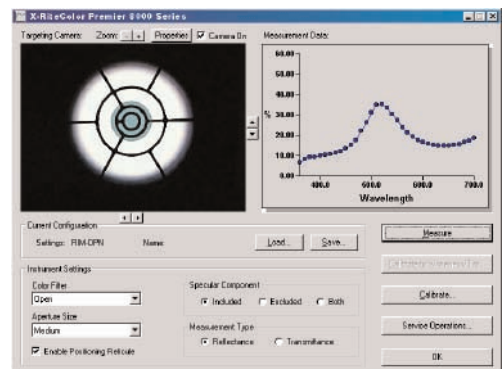 X-RiteColor Premier 8000 Series
Targeting Camera: Zoom: - + Properties Camera On
Measurement Data:
60.00
50.00
40.00
%
30.00
20.00
10.00
0.00
400.0 500.0 600.0 700.0
Wavelength
Current Configuration
Settings: Name:
Load... Save...
Measure
Instrument Settings
Color Filter
Open
Aperture Size
Medium
Enable Positioning Reticule
Specular Component
Included Excluded Both
Measurement Type
Reflectance Transmittance
Calibrate...
Service Operations...
OK